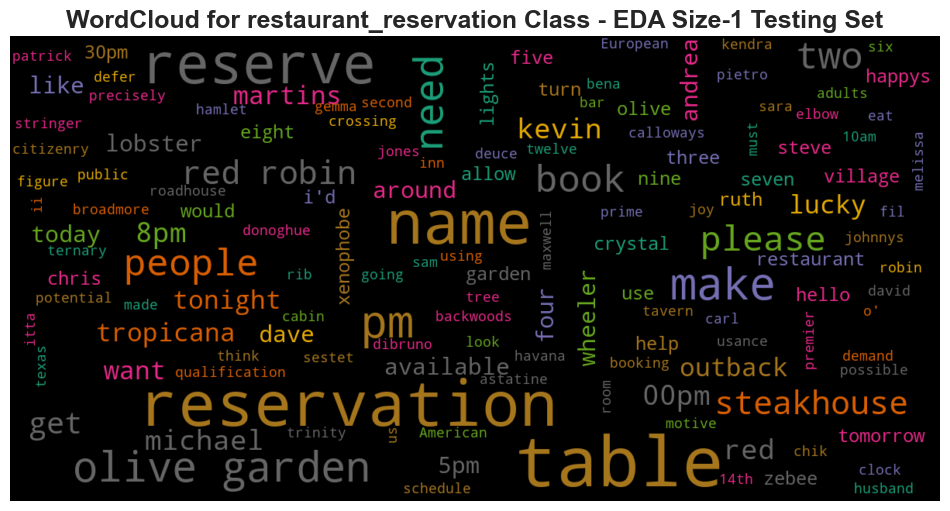 WordCloud for restaurant_reservation Class - EDA Size-1 Testing Set
patrick 30pm reserve European kendra two six
like defer precisely martins need lights five andrea pietro happys
hamlet gemma second turn bena bar olive sara adults
stringer crossing kevin calloways elbow eat
citizenry lobster eight jones deuce twelve three must steve 10am
figure public red robin inn allow book nine seven village melissa
roadhouse i'd around
ii broadmore would name prime joy ruth lucky fil
today 8pm donoghue maxwell crystal please johnnys
ternary people xenophobe sam using restaurant
chris rib going garden wheeler make robin
potential made tonight tree four use hello david
itta cabin pm backwoods tavern carl o'
tropicana dave dibruno look help usance premier
texas think sestet available havana booking outback demand
want qualification astatine room possible
reservation 00pm steakhouse
get michael trinity us American motive tomorrow
olive garden 5pm table red chik clock
schedule 14th zebee husband